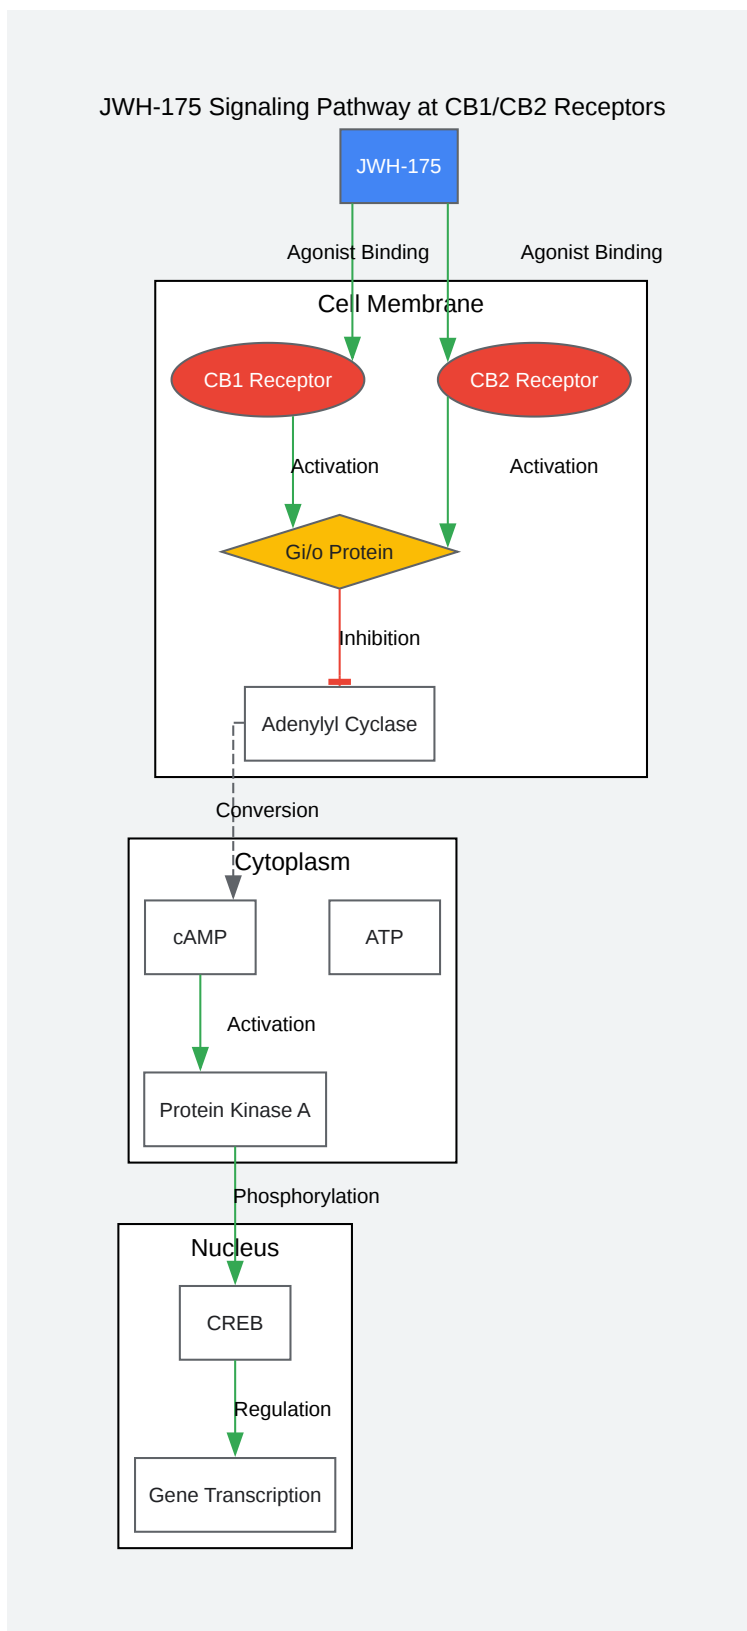 JWH-175 Signaling Pathway at CB1/CB2 Receptors
JWH-175
Agonist Binding
Agonist Binding
Cell Membrane
CB1 Receptor
CB2 Receptor
Activation
Activation
Gi/o Protein
Inhibition
Adenylyl Cyclase
Conversion
Cytoplasm
cAMP
ATP
Activation
Protein Kinase A
Phosphorylation
Nucleus
CREB
Regulation
Gene Transcription